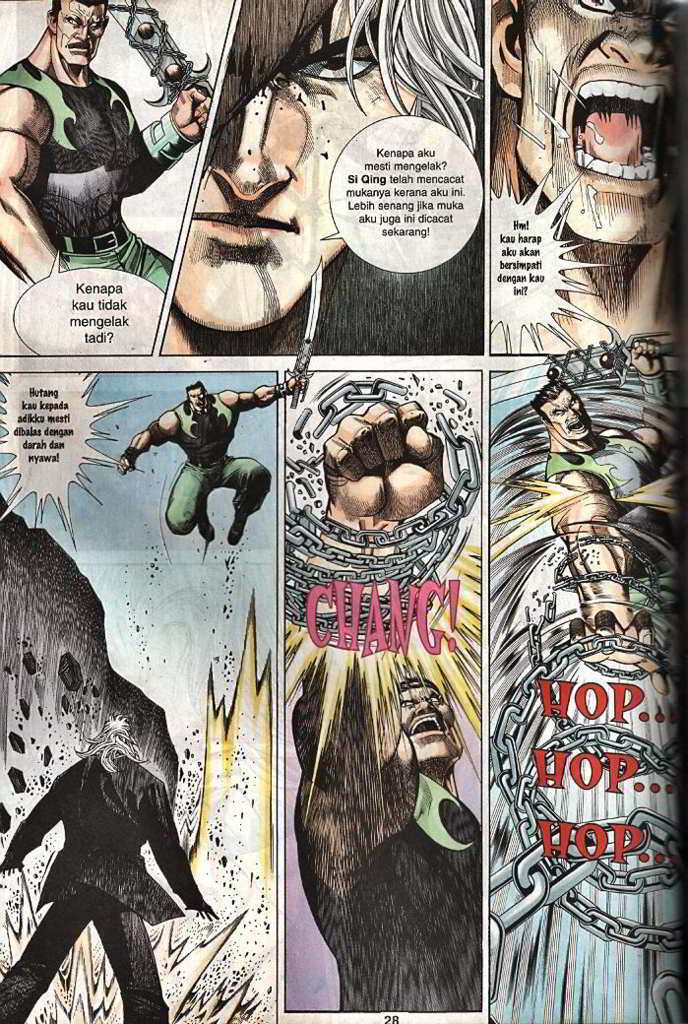 Kenapa
kau tidak
mengelak
tadi?
Kenapa aku
mesti mengelak?
Si Qing telah mencacat
mukanya kerana aku ini.
Lebih senang jika muka
aku juga ini dicacat
sekarang!
Hm!
kau harap
aku akan
bersimpati
dengan kau
ini?
Hutang
kau kepada
adikku mesti
dibalas dengan
darah dan
nyawa!
CHANG!
HOP...
HOP...
HOP...
28